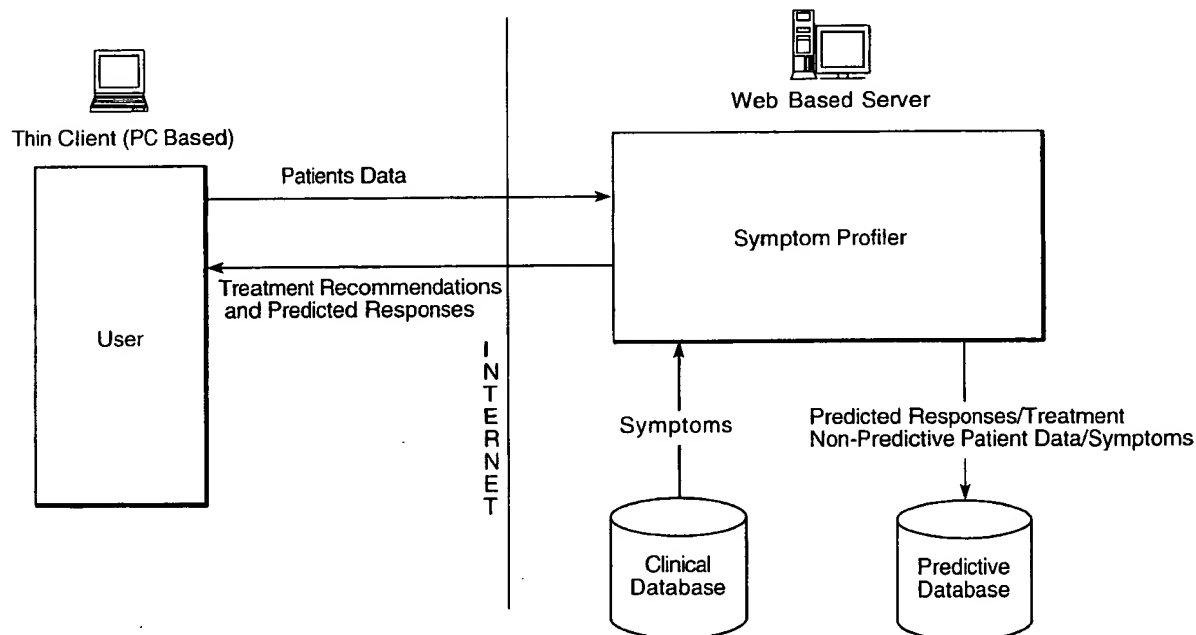 Web Based Server
Thin Client (PC Based)
Patients Data
Symptom Profiler
Treatment Recommendations
and Predicted Responses
User
INTERNET
Symptoms
Predicted Responses/Treatment
Non-Predictive Patient Data/Symptoms
Clinical
Database
Predictive
Database